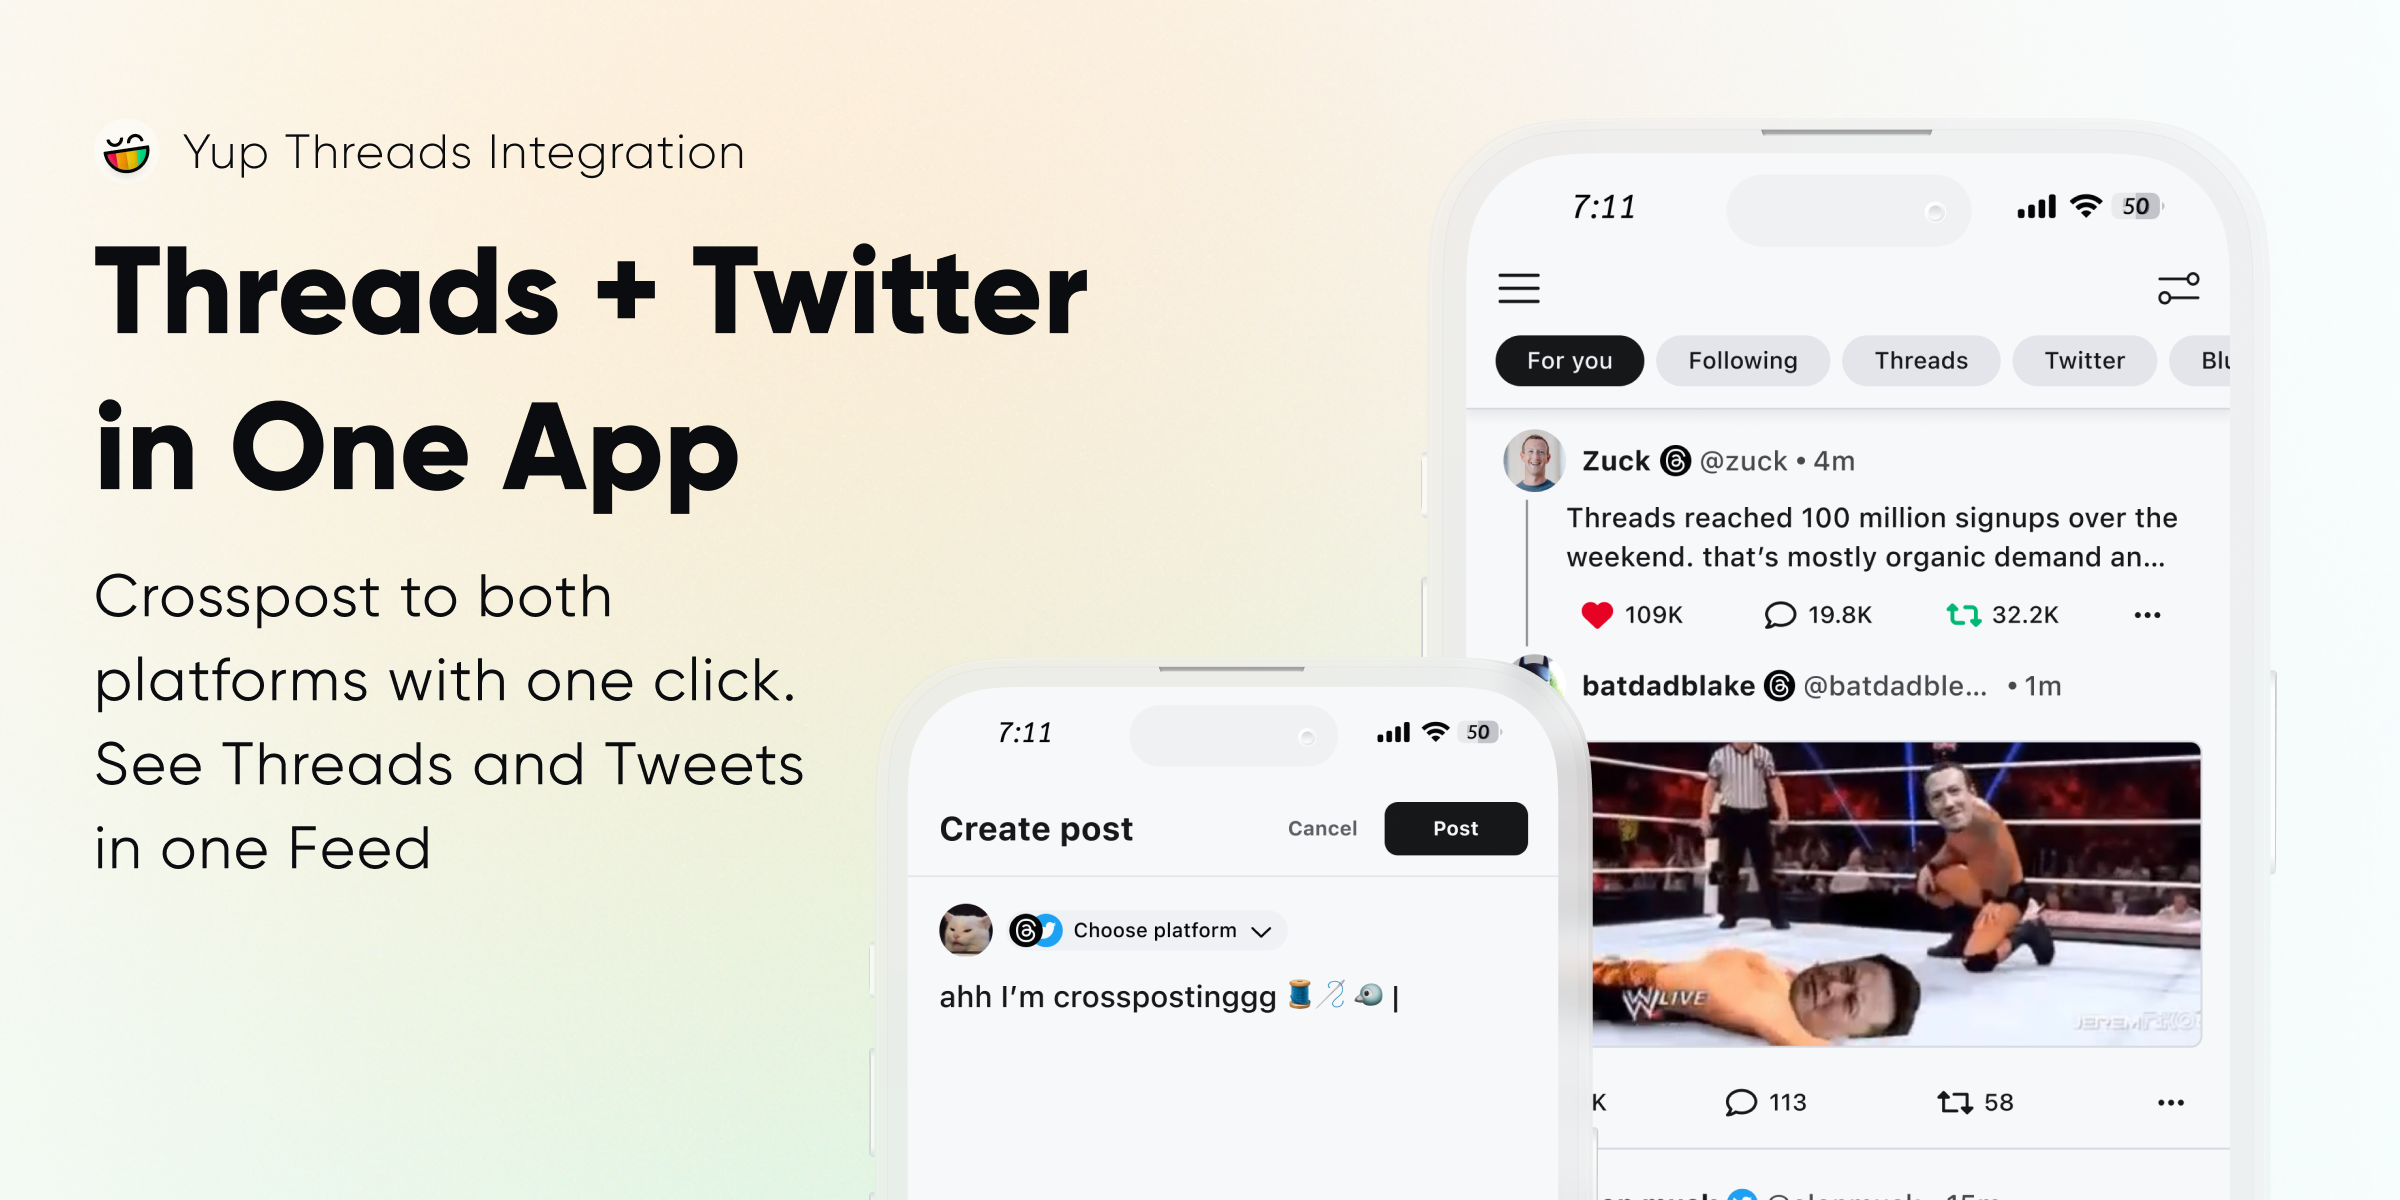 Yup Threads Integration
Threads + Twitter
in One App
Crosspost to both
platforms with one click.
See Threads and Tweets
in one Feed
7:11
50
Create post
Cancel
Post
Choose platform
ahh I’m crosspostinggg
7:11
50
For you
Following
Threads
Twitter
Blu
Zuck @zuck • 4m
Threads reached 100 million signups over the
weekend. that’s mostly organic demand an...
109K
19.8K
32.2K
batdadblake @batdadble... • 1m
W LIVE
K
113
58